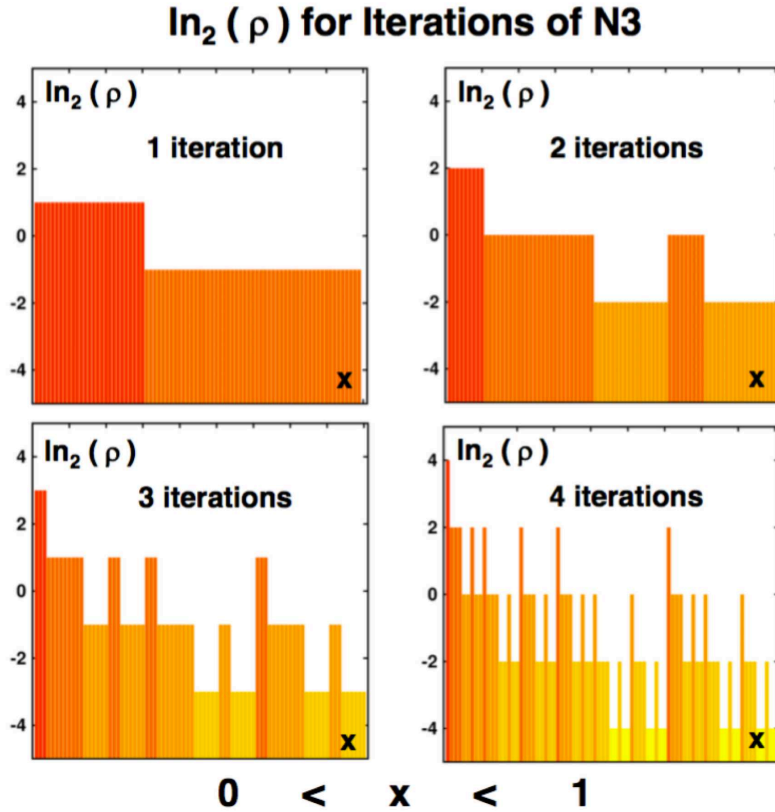 ln₂ ( ρ ) for Iterations of N3
4
2
0
-2
-4
ln₂ ( ρ )
1 iteration
x
4
2
0
-2
-4
ln₂ ( ρ )
2 iterations
x
4
2
0
-2
-4
ln₂ ( ρ )
3 iterations
x
4
2
0
-2
-4
ln₂ ( ρ )
4 iterations
x
0 < x < 1